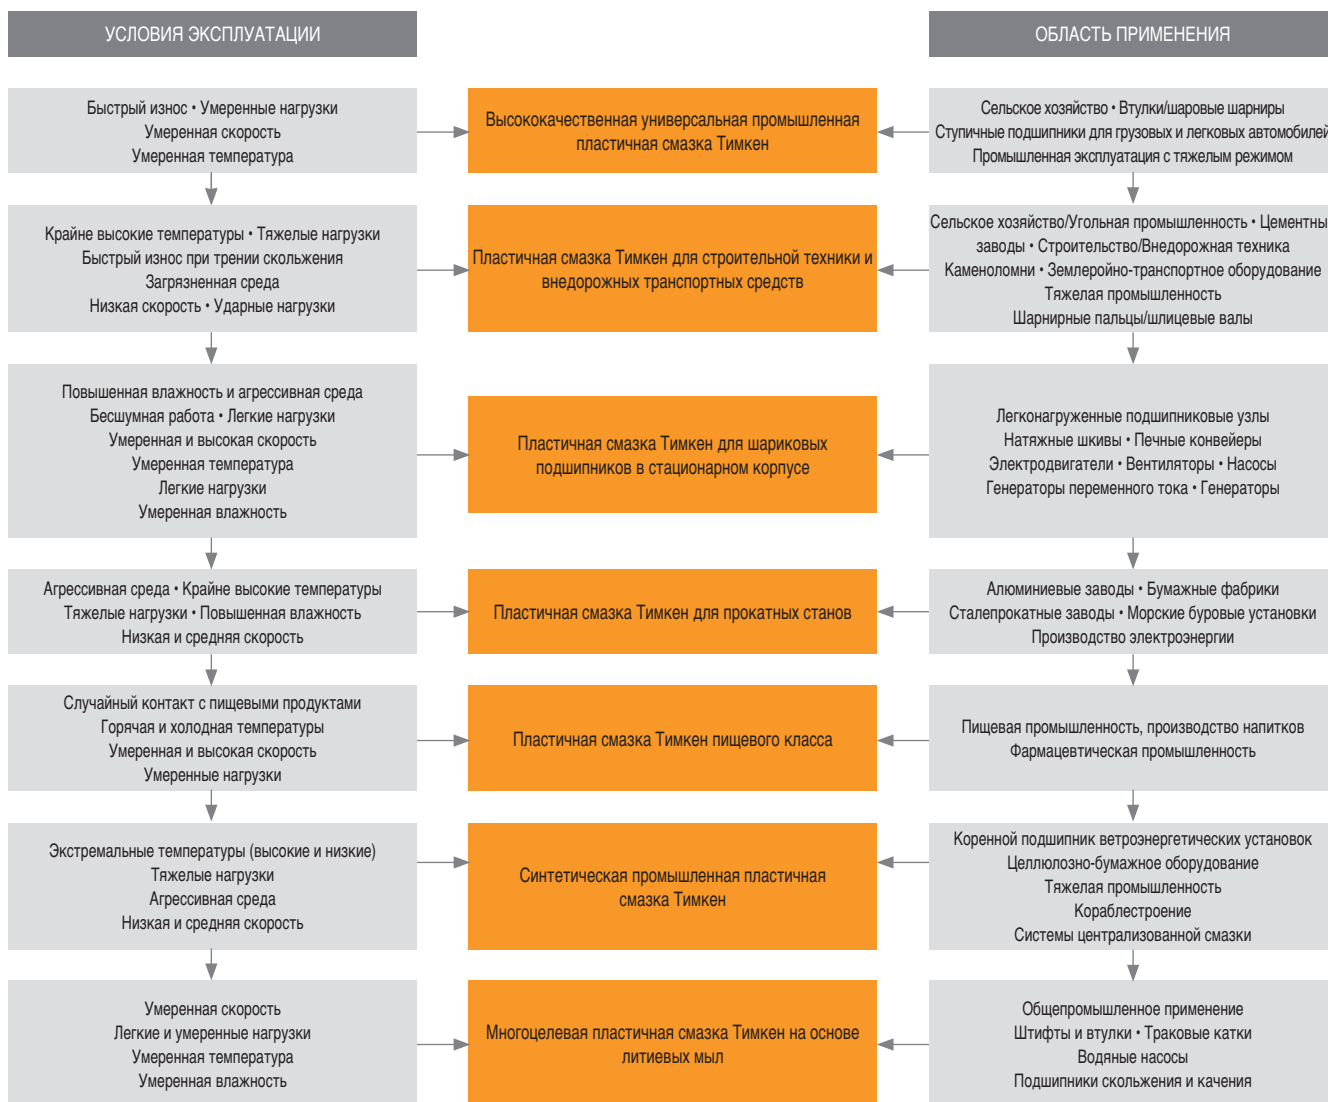 УСЛОВИЯ ЭКСПЛУАТАЦИИ
ОБЛАСТЬ ПРИМЕНЕНИЯ
Быстрый износ • Умеренные нагрузки
Умеренная скорость
Умеренная температура
Высококачественная универсальная промышленная
пластичная смазка Тимкен
Сельское хозяйство • Втулки/шаровые шарниры
Ступичные подшипники для грузовых и легковых автомобилей
Промышленная эксплуатация с тяжелым режимом
Крайне высокие температуры • Тяжелые нагрузки
Быстрый износ при трении скольжения
Загрязненная среда
Низкая скорость • Ударные нагрузки
Пластичная смазка Тимкен для строительной техники и
внедорожных транспортных средств
Сельское хозяйство/Угольная промышленность • Цементны
заводы • Строительство/Внедорожная техника
Каменоломни • Землеройно-транспортное оборудование
Тяжелая промышленность
Шарнирные пальцы/шлицевые валы
Повышенная влажность и агрессивная среда
Бесшумная работа • Легкие нагрузки
Умеренная и высокая скорость
Умеренная температура
Легкие нагрузки
Умеренная влажность
Пластичная смазка Тимкен для шариковых
подшипников в стационарном корпусе
Легконагруженные подшипниковые узлы
Натяжные шкивы • Печные конвейеры
Электродвигатели • Вентиляторы • Насосы
Генераторы переменного тока • Генераторы
Агрессивная среда • Крайне высокие температуры
Тяжелые нагрузки • Повышенная влажность
Низкая и средняя скорость
Пластичная смазка Тимкен для прокатных станов
Алюминиевые заводы • Бумажные фабрики
Сталепрокатные заводы • Морские буровые установки
Производство электроэнергии
Случайный контакт с пищевыми продуктами
Горячая и холодная температуры
Умеренная и высокая скорость
Умеренные нагрузки
Пластичная смазка Тимкен пищевого класса
Пищевая промышленность, производство напитков
Фармацевтическая промышленность
Экстремальные температуры (высокие и низкие)
Тяжелые нагрузки
Агрессивная среда
Низкая и средняя скорость
Синтетическая промышленная пластичная
смазка Тимкен
Коренной подшипник ветроэнергетических установок
Целлюлозно-бумажное оборудование
Тяжелая промышленность
Кораблестроение
Системы централизованной смазки
Умеренная скорость
Легкие и умеренные нагрузки
Умеренная температура
Умеренная влажность
Многоцелевая пластичная смазка Тимкен на основе
литиевых мыл
Общепромышленное применение
Штифты и втулки • Траковые катки
Водяные насосы
Подшипники скольжения и качения